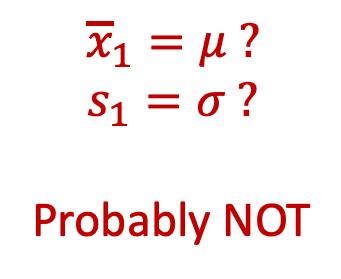 x̅₁ = μ ?
s₁ = σ ?
Probably NOT